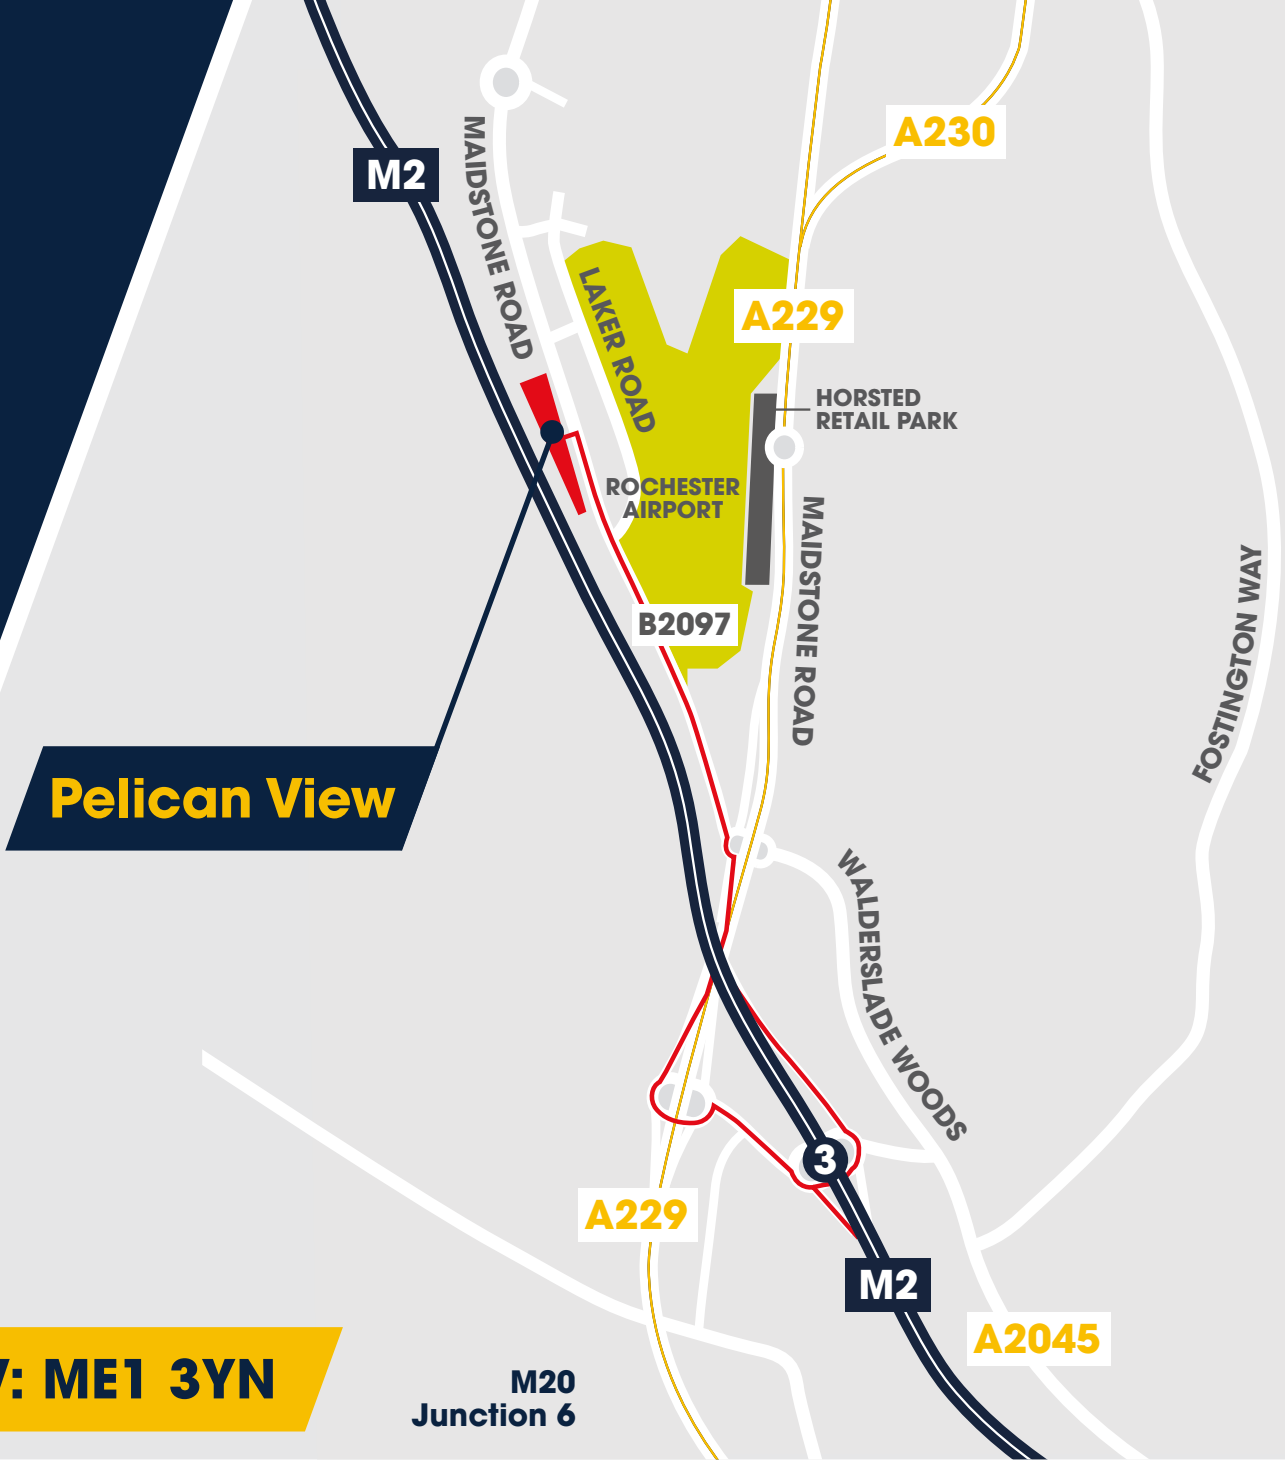 A230
M2
MAIDSTONE ROAD
LAKER ROAD
A229
HORSTED
RETAIL PARK
ROCHESTER
AIRPORT
MAIDSTONE ROAD
B2097
FOSTINGTON WAY
Pelican View
WALDERSLADE WOODS
3
A229
M2
A2045
: ME1 3YN
M20
Junction 6